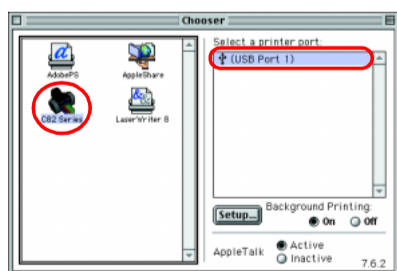 Chooser
Select a printer port:
(USB Port 1)
AdobePS
AppleShare
C82 Series
LaserWriter 8
Setup...
Background Printing:
On
Off
AppleTalk
Active
Inactive
7.6.2